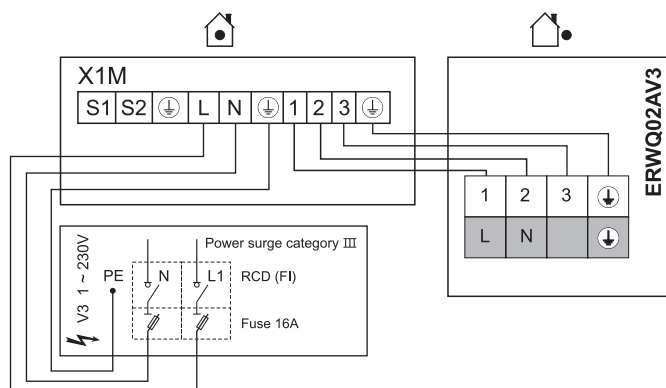 X1M
S1 S2 L N 1 2 3
ERWQ02AV3
1 2 3
L N
V3 1 ~ 230V
Power surge category III
PE N L1 RCD (FI)
Fuse 16A